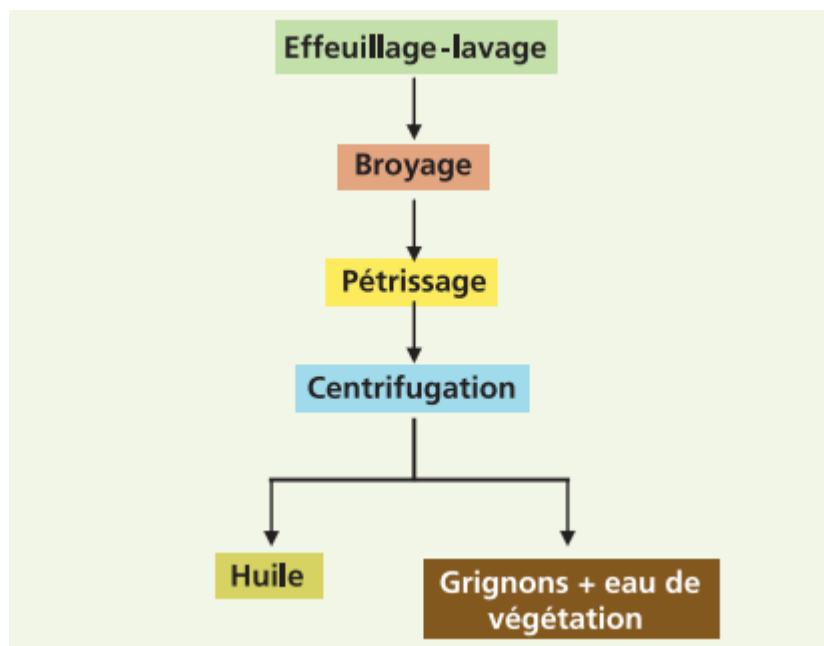 Effeuillage-lavage
Broyage
Pétrissage
Centrifugation
Huile
Grignons + eau de
végétation